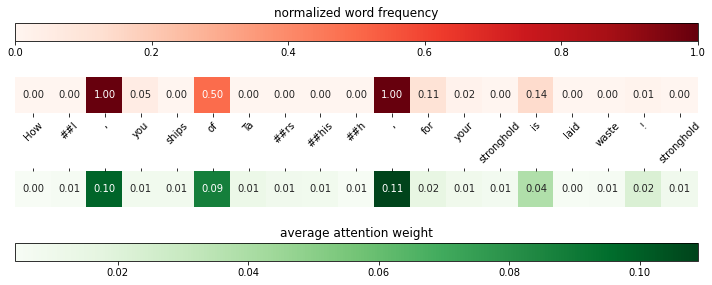 normalized word frequency
0.0 0.2 0.4 0.6 0.8 1.0
0.00 0.00 1.00 0.05 0.00 0.50 0.00 0.00 0.00 0.00 1.00 0.11 0.02 0.00 0.14 0.00 0.00 0.01 0.00
How ##l , you ships of Ta ##rs ##his ##h , for your stronghold is laid waste ! stronghold
0.00 0.01 0.10 0.01 0.01 0.09 0.01 0.01 0.01 0.01 0.11 0.02 0.01 0.01 0.04 0.00 0.01 0.02 0.01
average attention weight
0.02 0.04 0.06 0.08 0.10